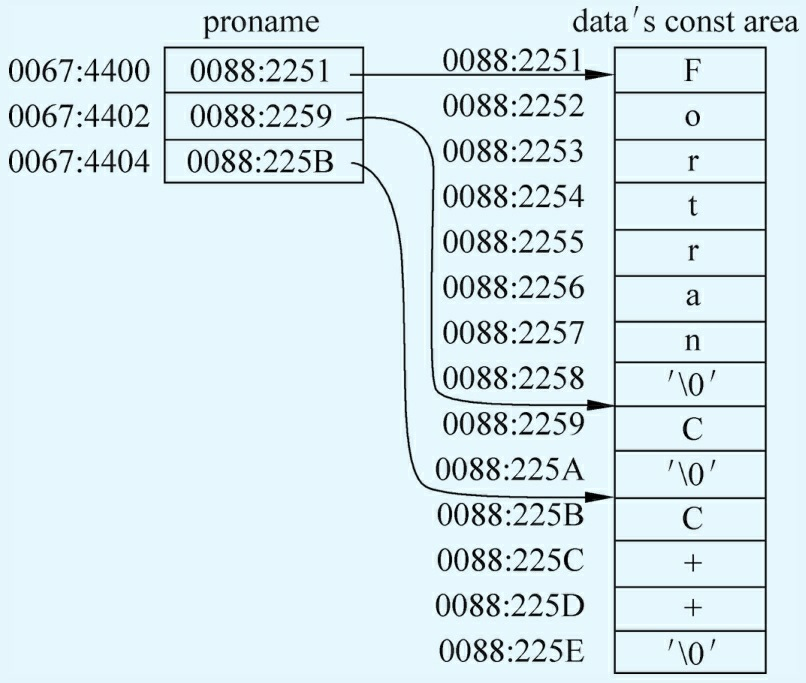 proname data's const area
0067:4400 0088:2251 0088:2251 F
0067:4402 0088:2259 0088:2252 o
0067:4404 0088:225B 0088:2253 r
0088:2254 t
0088:2255 r
0088:2256 a
0088:2257 n
0088:2258 '\0'
0088:2259 C
0088:225A '\0'
0088:225B C
0088:225C +
0088:225D +
0088:225E '\0'